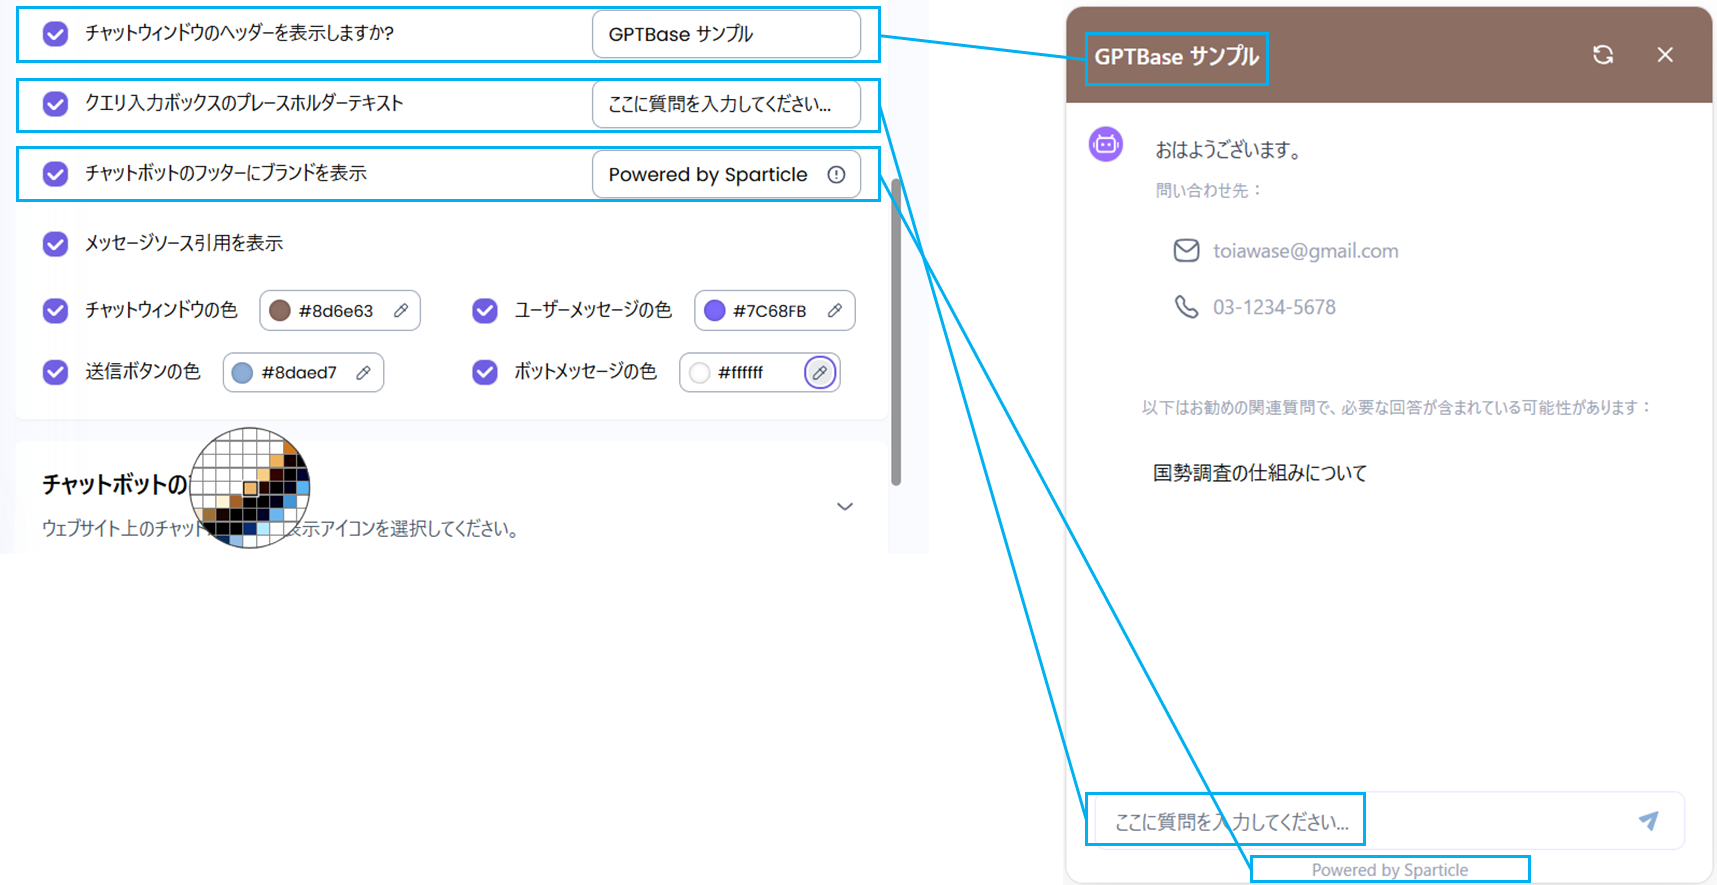 チャットウィンドウのヘッダーを表示しますか?
GPTBase サンプル
クエリ入力ボックスのプレースホルダーテキスト
ここに質問を入力してください...
チャットボットのフッターにブランドを表示
Powered by Sparticle
メッセージソース引用を表示
チャットウィンドウの色
#8d6e63
ユーザーメッセージの色
#7C68FB
送信ボタンの色
#8daed7
ボットメッセージの色
#ffffff
チャットボットの
ウェブサイト上のチャット
表示アイコンを選択してください。
GPTBase サンプル
おはようございます。
問い合わせ先：
toiawase@gmail.com
03-1234-5678
以下はお勧めの関連質問で、必要な回答が含まれている可能性があります：
国勢調査の仕組みについて
ここに質問を入力してください...
Powered by Sparticle